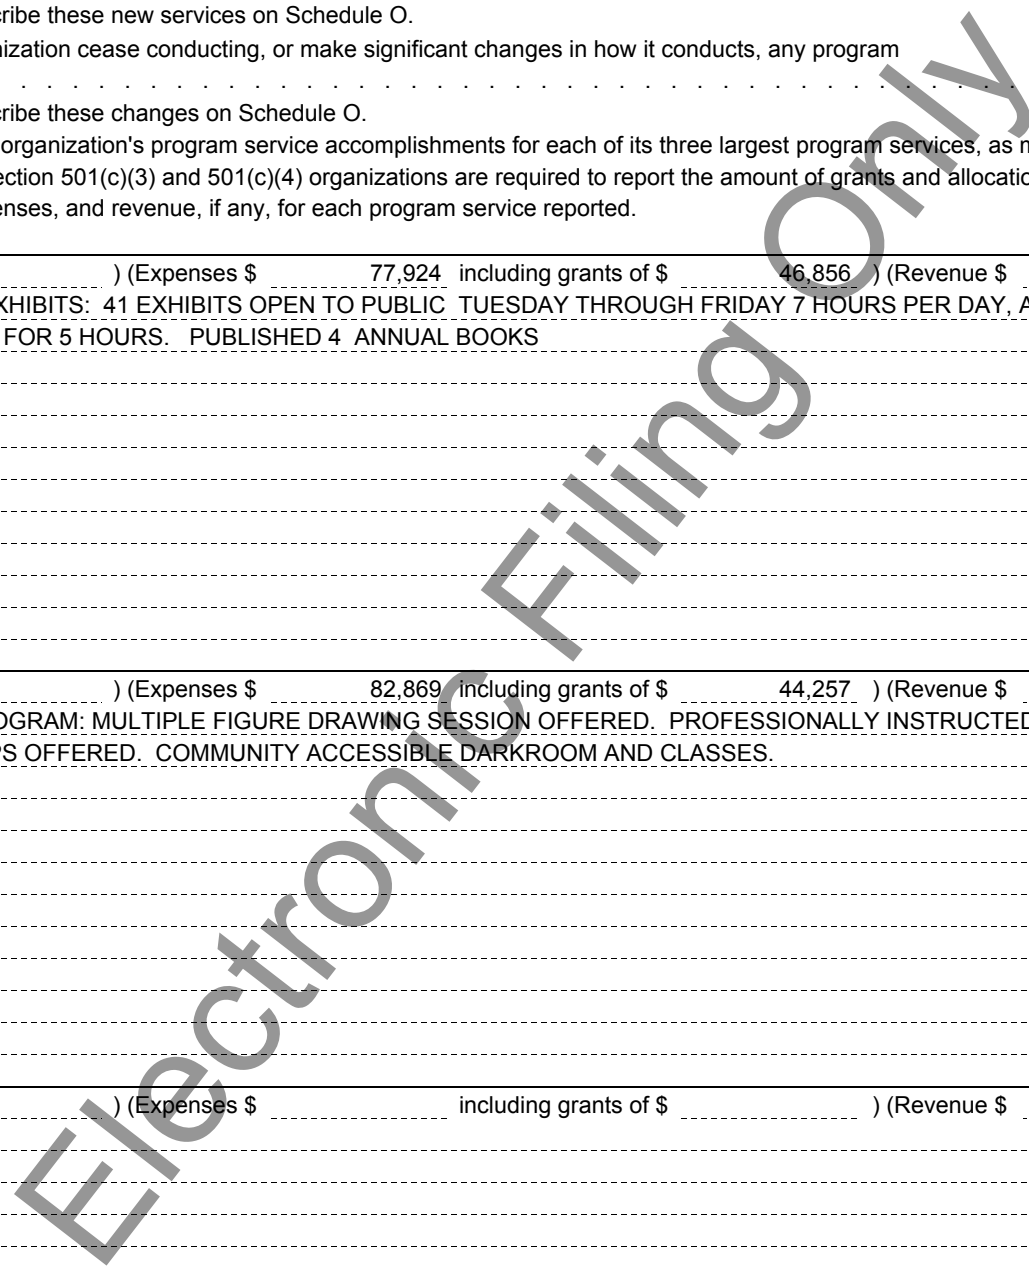 cribe these new services on Schedule O.
nization cease conducting, or make significant changes in how it conducts, any program
. . . . . . . . . . . . . . . . . . . . . . . . . . . . . . . . . . . . . . . .
cribe these changes on Schedule O.
organization's program service accomplishments for each of its three largest program services, as m
ection 501(c)(3) and 501(c)(4) organizations are required to report the amount of grants and allocatio
enses, and revenue, if any, for each program service reported.
) (Expenses $ 77,924 including grants of $ 46,856 ) (Revenue $
XHIBITS: 41 EXHIBITS OPEN TO PUBLIC TUESDAY THROUGH FRIDAY 7 HOURS PER DAY, A
FOR 5 HOURS. PUBLISHED 4 ANNUAL BOOKS
) (Expenses $ 82,869 including grants of $ 44,257 ) (Revenue $
OGRAM: MULTIPLE FIGURE DRAWING SESSION OFFERED. PROFESSIONALLY INSTRUCTED
PS OFFERED. COMMUNITY ACCESSIBLE DARKROOM AND CLASSES.
) (Expenses $ including grants of $ ) (Revenue $
Electronic Filing Only